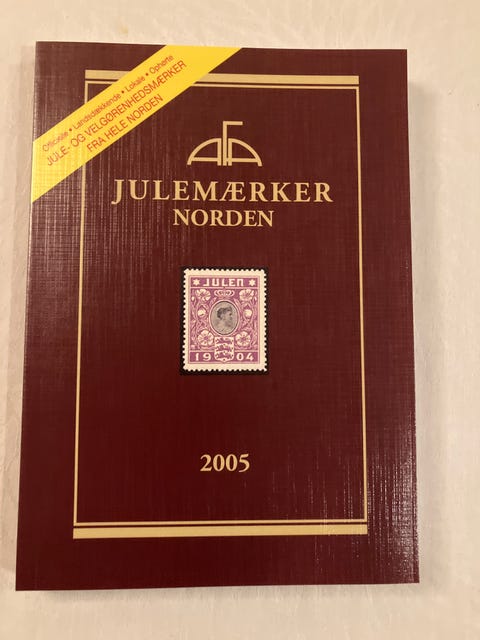 Officielle • Landsdækkende • Lokale • Ophørte
JULE- OG VELGØRENHEDSMÆRKER
FRA HELE NORDEN
AFA
JULEMÆRKER
NORDEN
JULEN
1904
2005